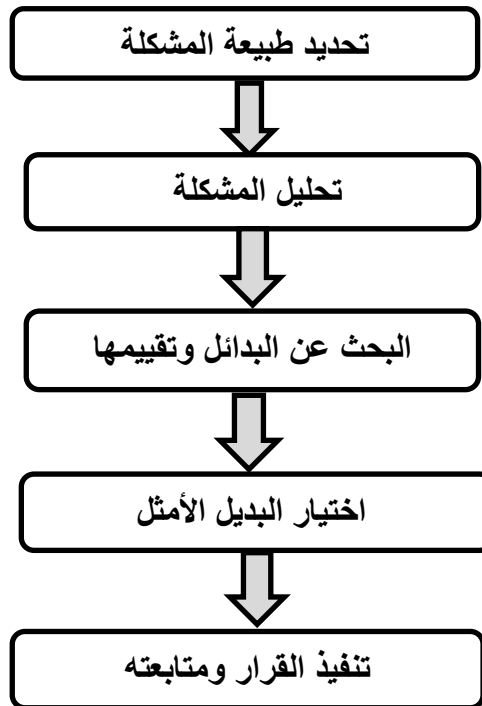 تحديد طبيعة المشكلة
تحليل المشكلة
البحث عن البدائل وتقييمها
اختيار البديل الأمثل
تنفيذ القرار ومتابعته